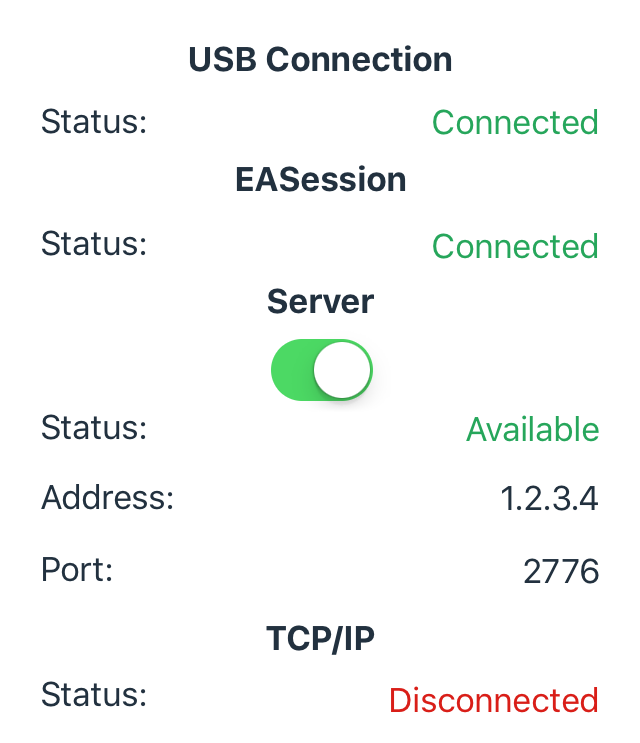 USB Connection
Status: Connected
EASession
Status: Connected
Server
Status: Available
Address: 1.2.3.4
Port: 2776
TCP/IP
Status: Disconnected